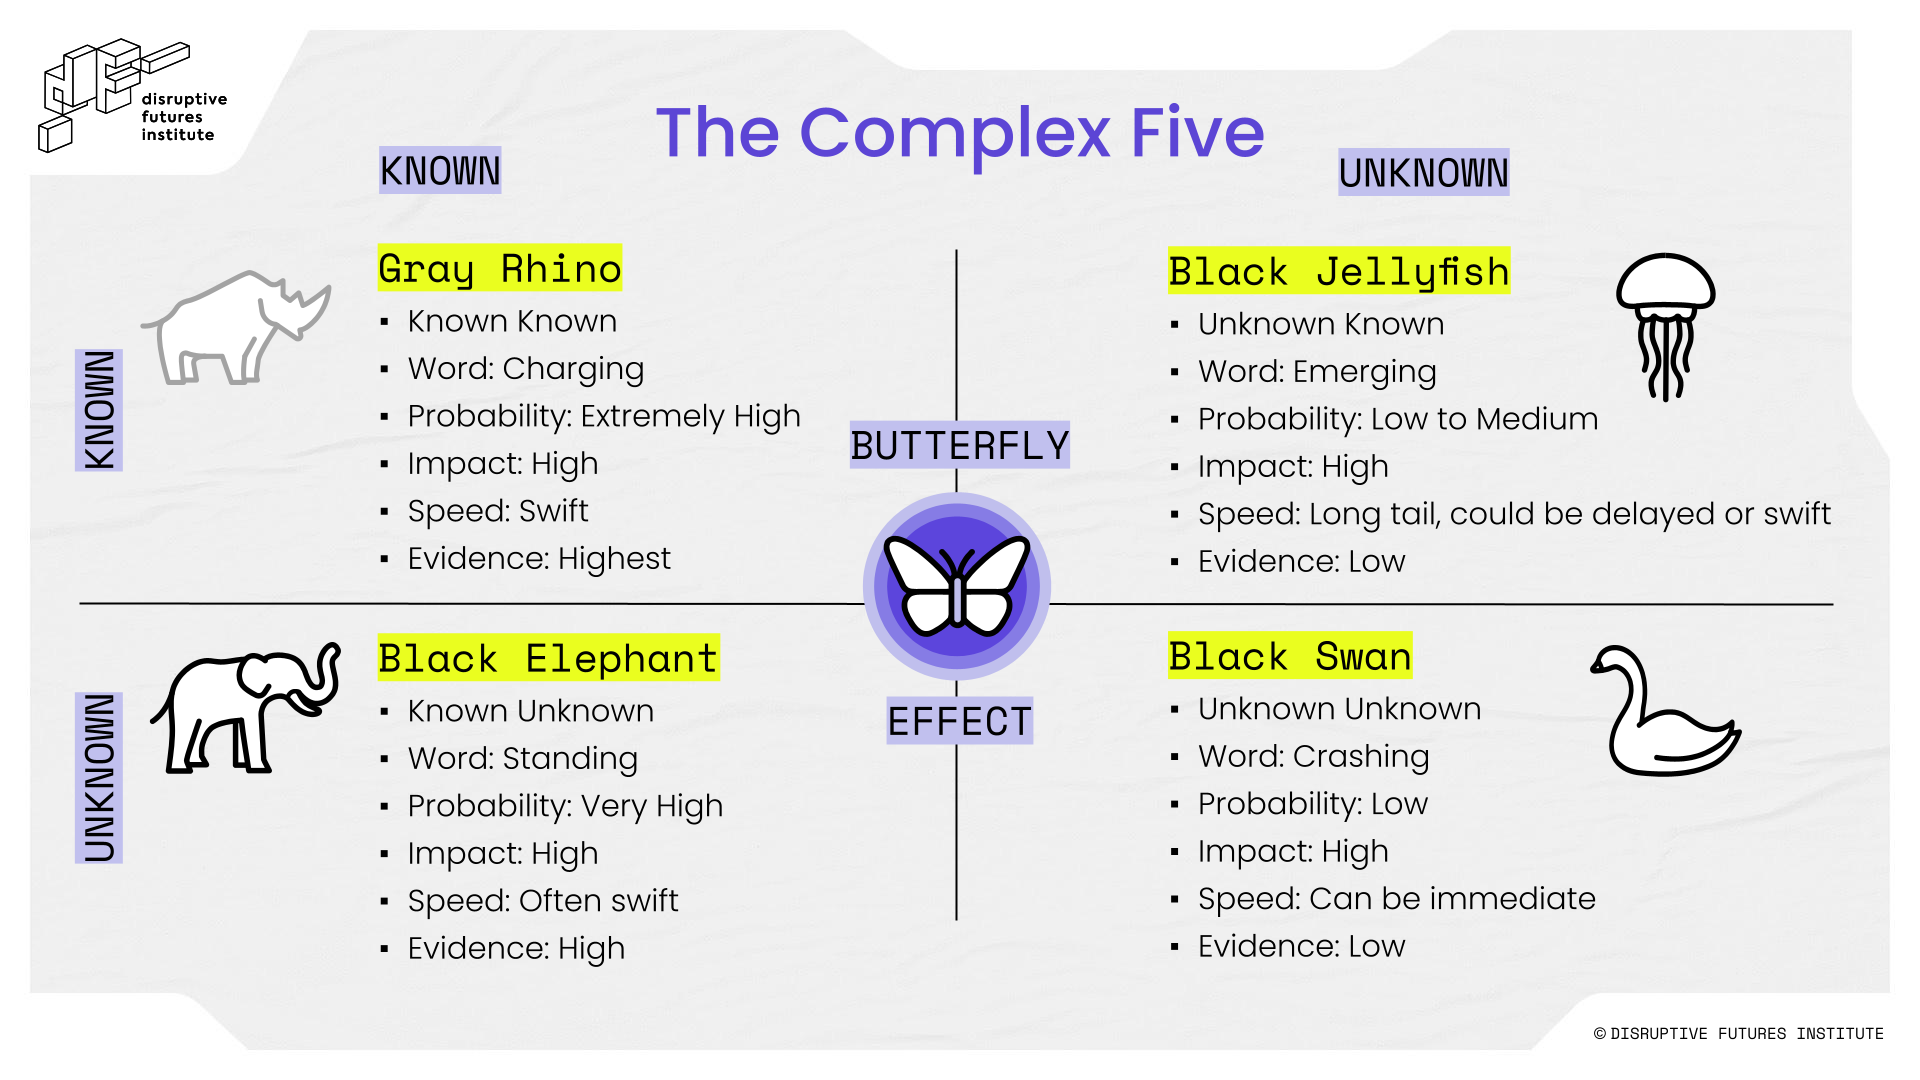 disruptive
futures
institute
The Complex Five
KNOWN
UNKNOWN
KNOWN
Gray Rhino
▪ Known Known
▪ Word: Charging
▪ Probability: Extremely High
▪ Impact: High
▪ Speed: Swift
▪ Evidence: Highest
Black Jellyfish
▪ Unknown Known
▪ Word: Emerging
▪ Probability: Low to Medium
▪ Impact: High
▪ Speed: Long tail, could be delayed or swift
▪ Evidence: Low
BUTTERFLY
EFFECT
UNKNOWN
Black Elephant
▪ Known Unknown
▪ Word: Standing
▪ Probability: Very High
▪ Impact: High
▪ Speed: Often swift
▪ Evidence: High
Black Swan
▪ Unknown Unknown
▪ Word: Crashing
▪ Probability: Low
▪ Impact: High
▪ Speed: Can be immediate
▪ Evidence: Low
© DISRUPTIVE FUTURES INSTITUTE